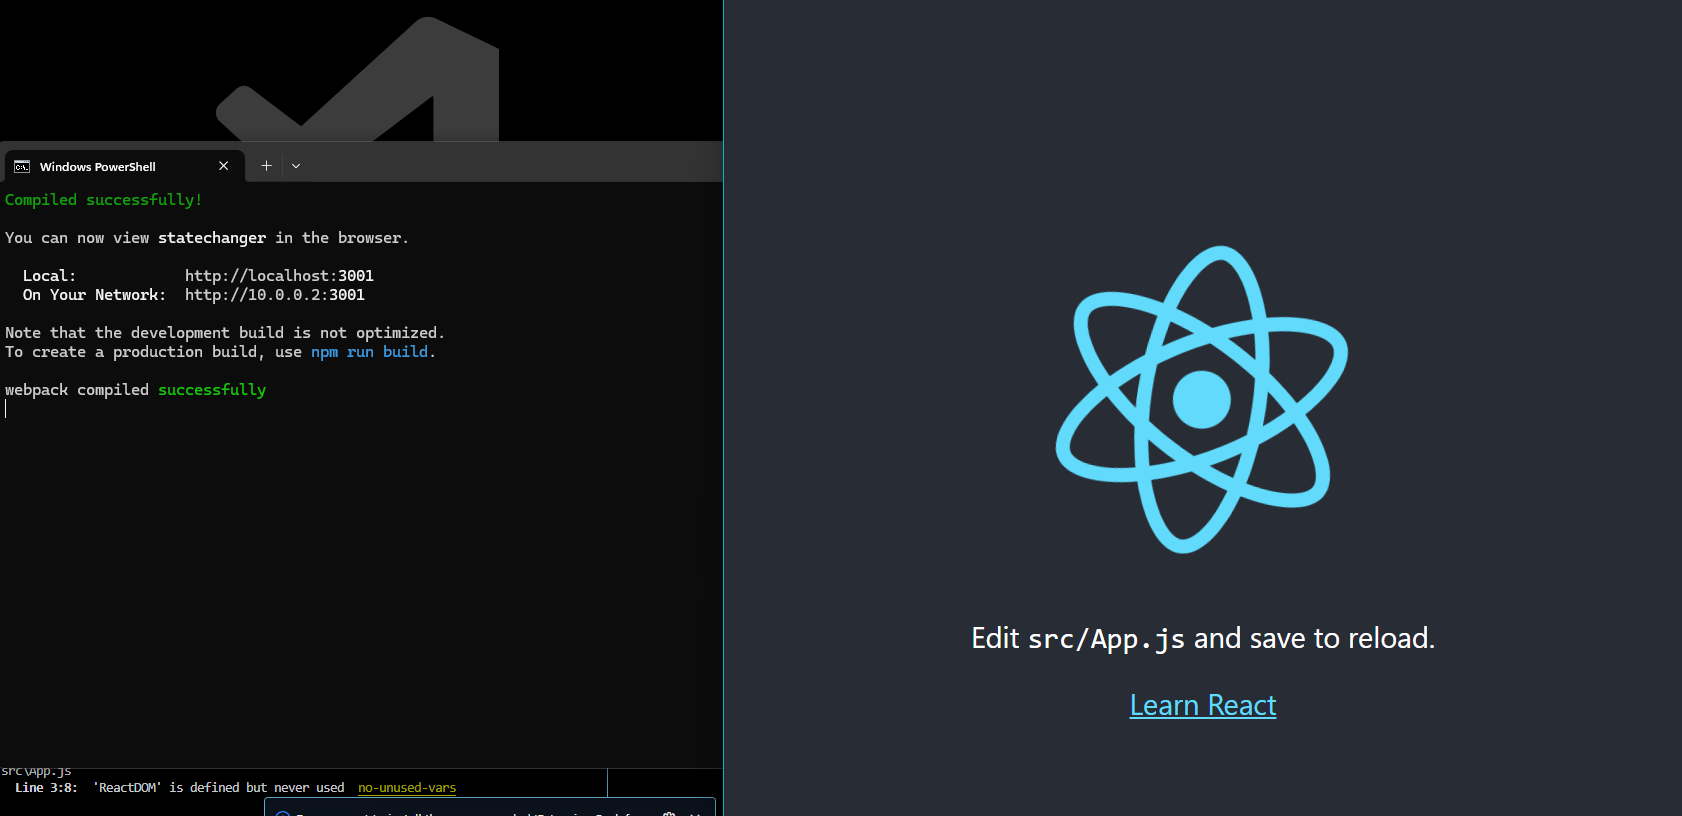 Windows PowerShell
Compiled successfully!
You can now view statechanger in the browser.
Local: http://localhost:3001
On Your Network: http://10.0.0.2:3001
Note that the development build is not optimized.
To create a production build, use npm run build.
webpack compiled successfully
src\App.js
Line 3:8: 'ReactDOM' is defined but never used no-unused-vars
Edit src/App.js and save to reload.
Learn React